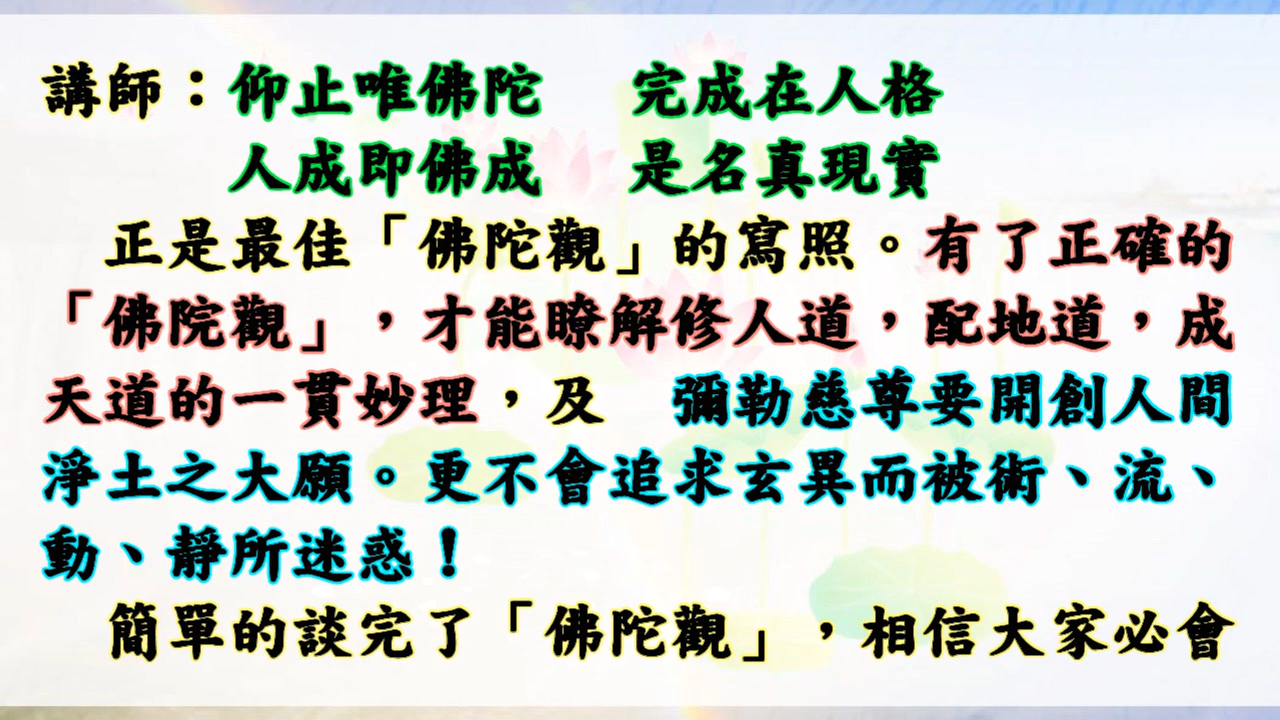 講師：仰止唯佛陀　完成在人格
人成即佛成　是名真現實
正是最佳「佛陀觀」的寫照。有了正確的
「佛院觀」，才能瞭解修人道，配地道，成
天道的一貫妙理，及　彌勒慈尊要開創人間
淨土之大願。更不會追求玄異而被術、流、
動、靜所迷惑！
簡單的談完了「佛陀觀」，相信大家必會